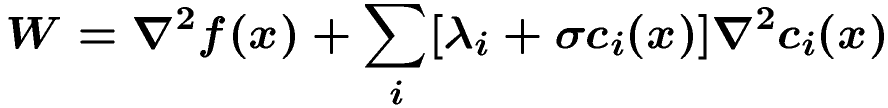 W = ∇²f(x) + ∑ᵢ[λᵢ + σcᵢ(x)]∇²cᵢ(x)